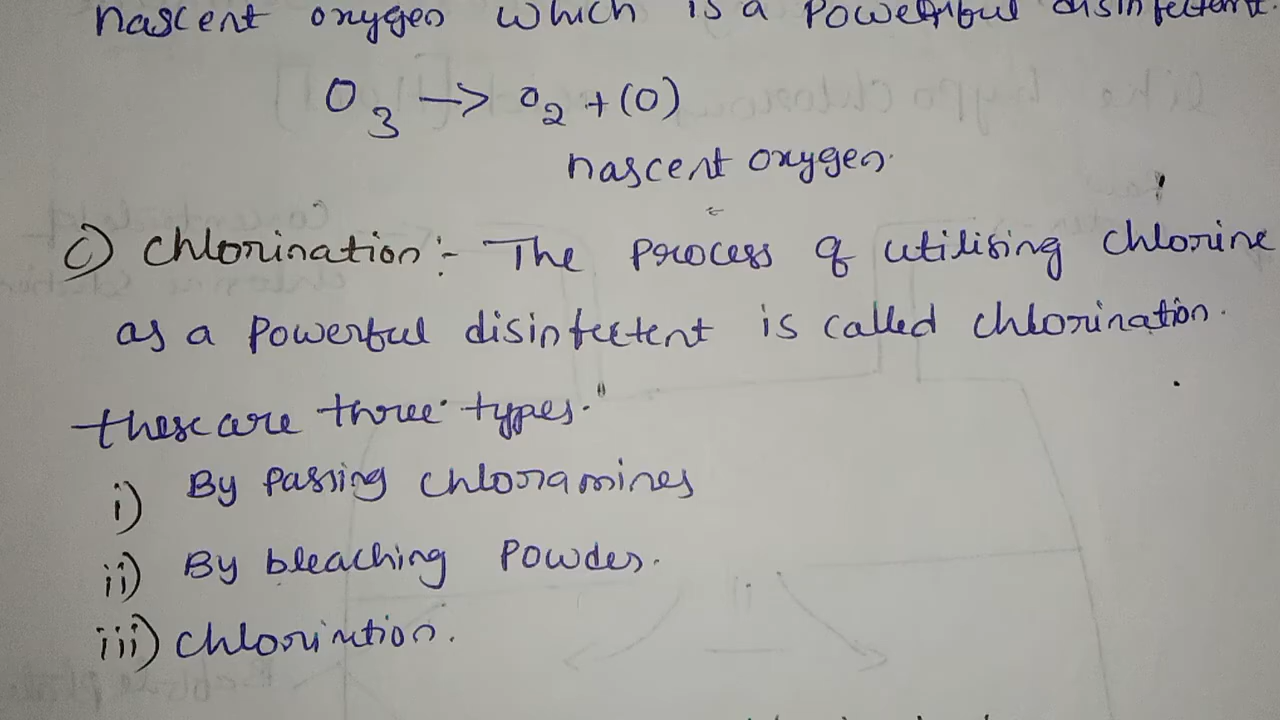 nascent oxygen which is a powerful disinfectent.
O3 → O2 + (O)
nascent oxygen.
c) Chlorination :- The process of utilising chlorine
as a powerful disinfectent is called chlorination.
these are three types.
i) By passing chloramines
ii) By bleaching powder.
iii) Chlorintion.